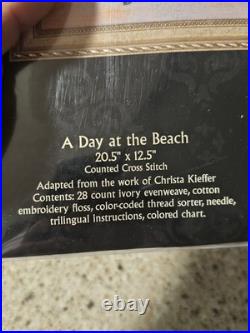 A Day at the Beach
20.5" x 12.5"
Counted Cross Stitch
Adapted from the work of Christa Kieffer
Contents: 28 count ivory evenweave, cotton
embroidery floss, color-coded thread sorter, needle,
trilingual instructions, colored chart.